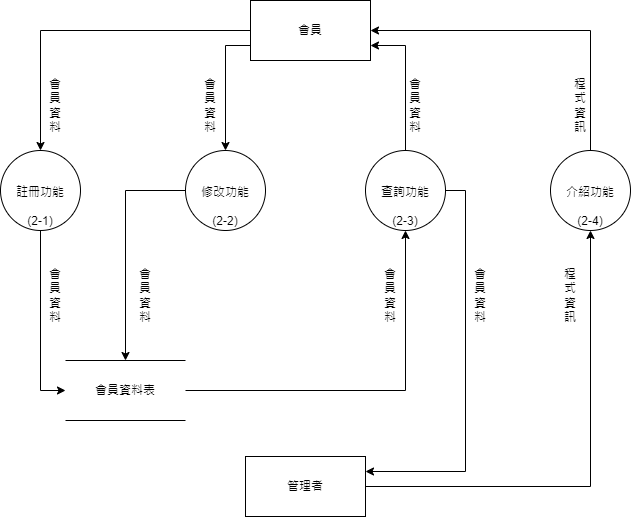 會員
會員資料
會員資料
會員資料
程式資訊
註冊功能
(2-1)
修改功能
(2-2)
查詢功能
(2-3)
介紹功能
(2-4)
會員資料
會員資料
會員資料
會員資料
程式資訊
會員資料表
管理者